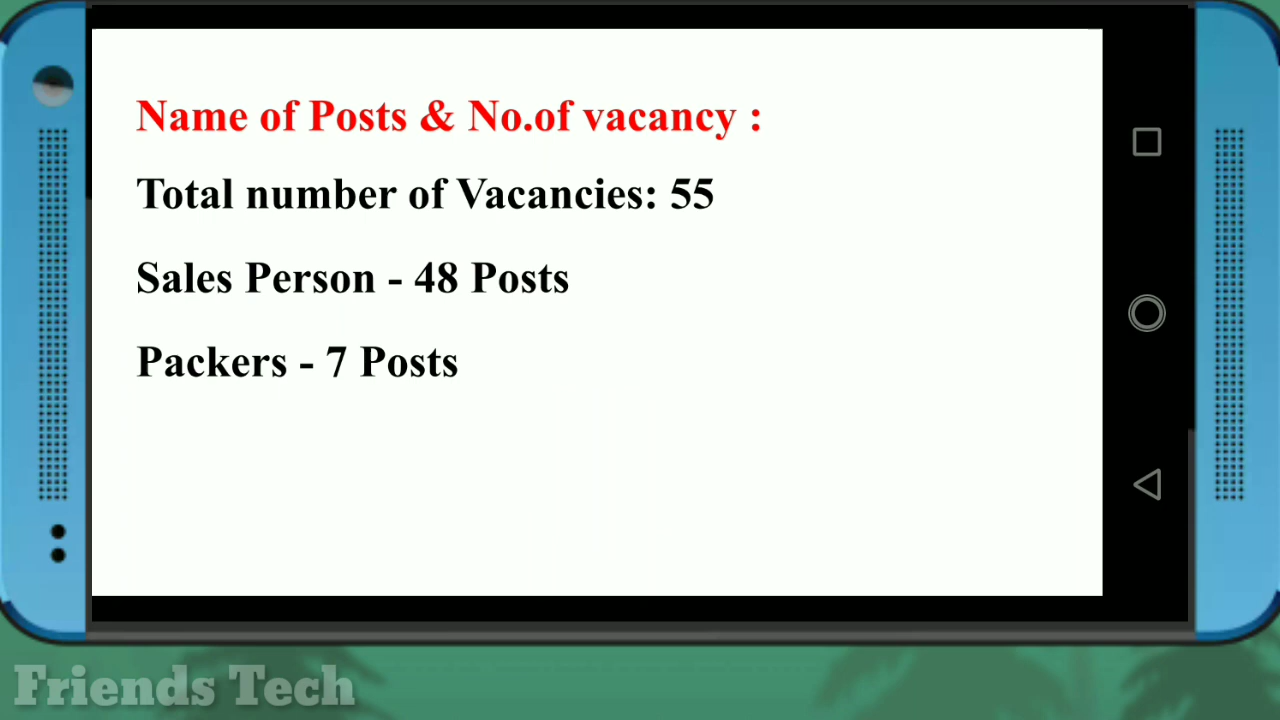 Name of Posts & No.of vacancy :
Total number of Vacancies: 55
Sales Person - 48 Posts
Packers - 7 Posts
Friends Tech